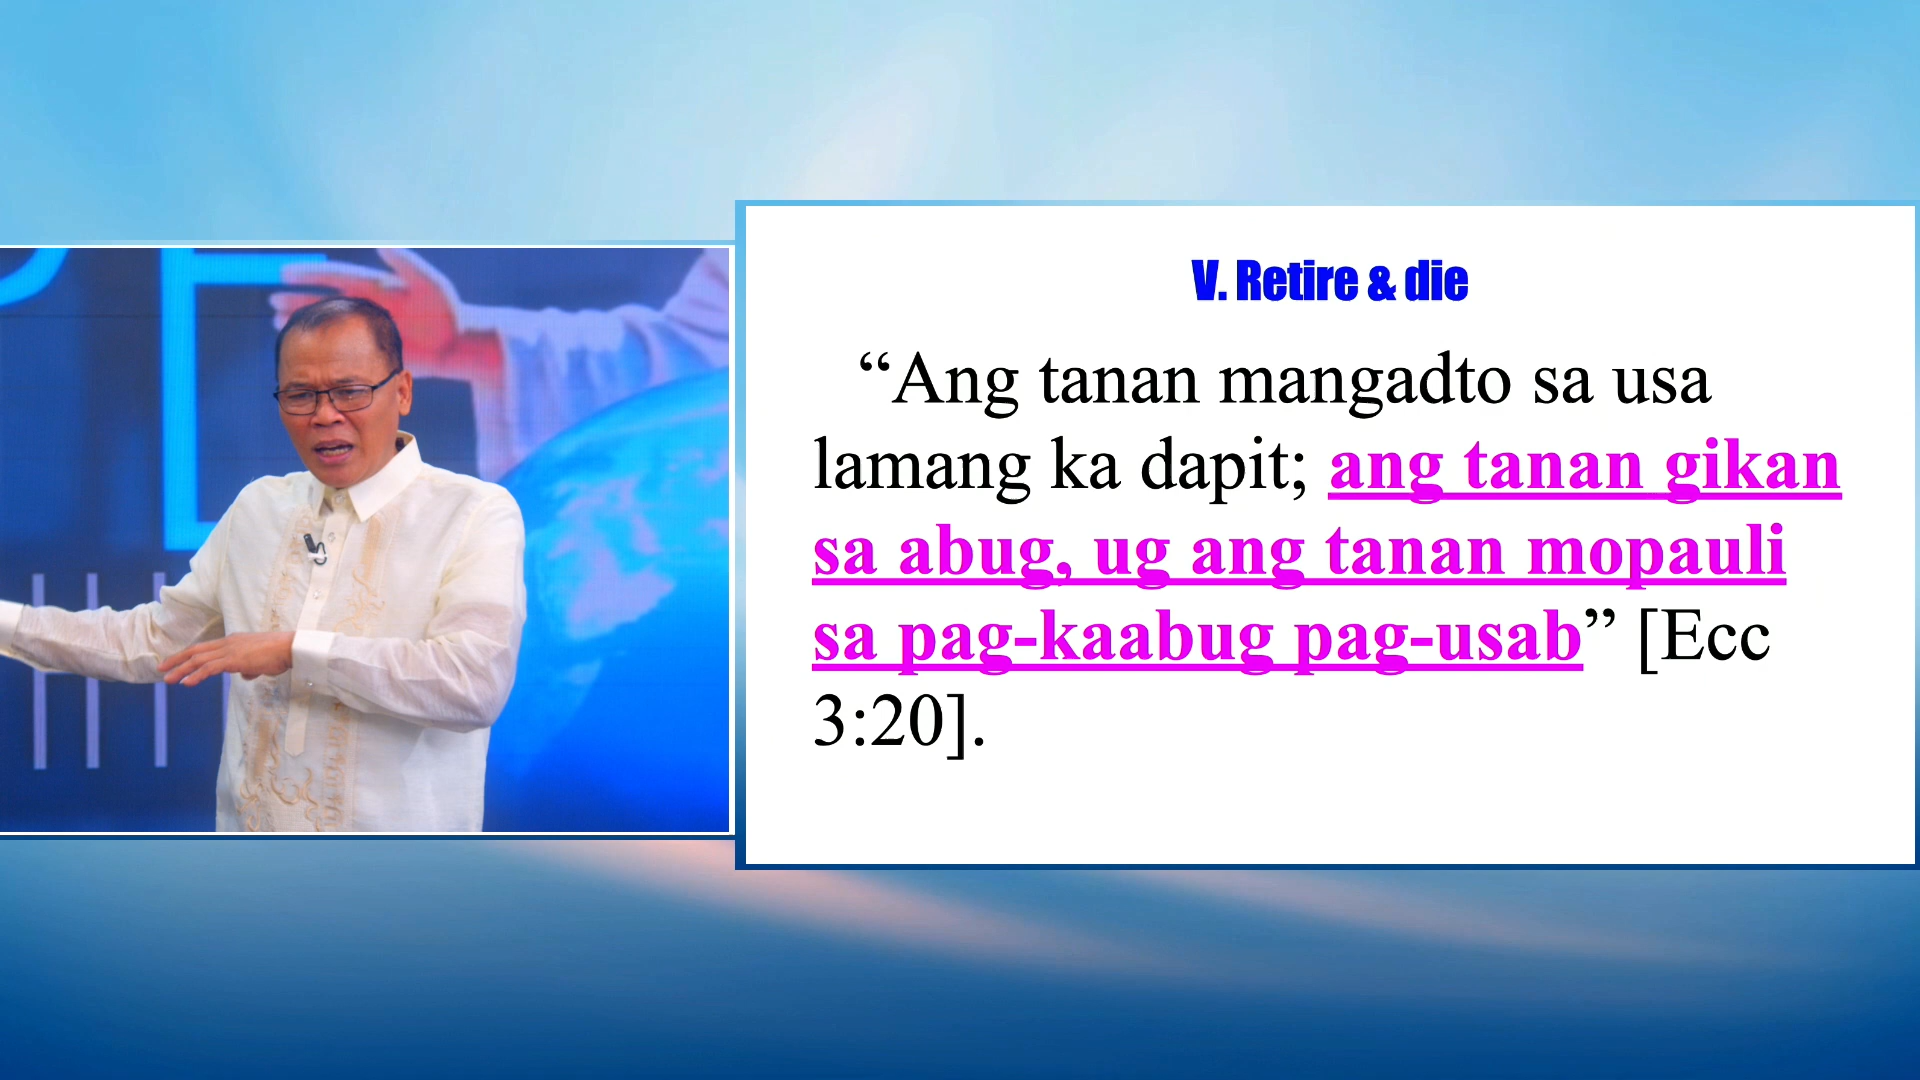 V. Retire & die
“Ang tanan mangadto sa usa
lamang ka dapit; ang tanan gikan
sa abug, ug ang tanan mopauli
sa pag-kaabug pag-usab” [Ecc
3:20].